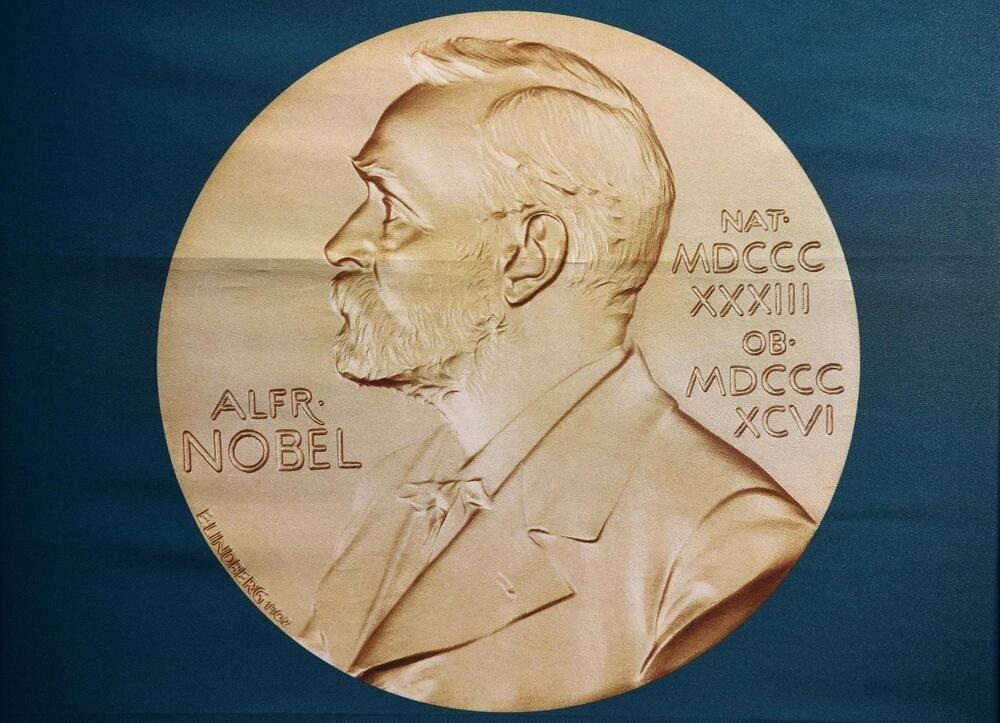 ALFR·
NOBEL
NAT·
MDCCC
XXXIII
OB·
MDCCC
XCVI